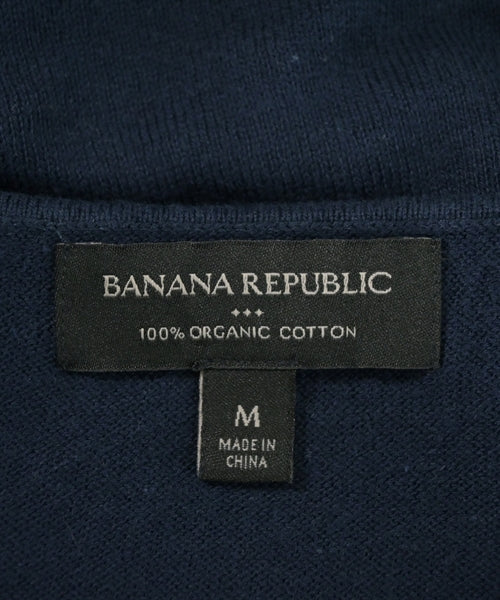 BANANA REPUBLIC
100% ORGANIC COTTON
M
MADE IN
CHINA